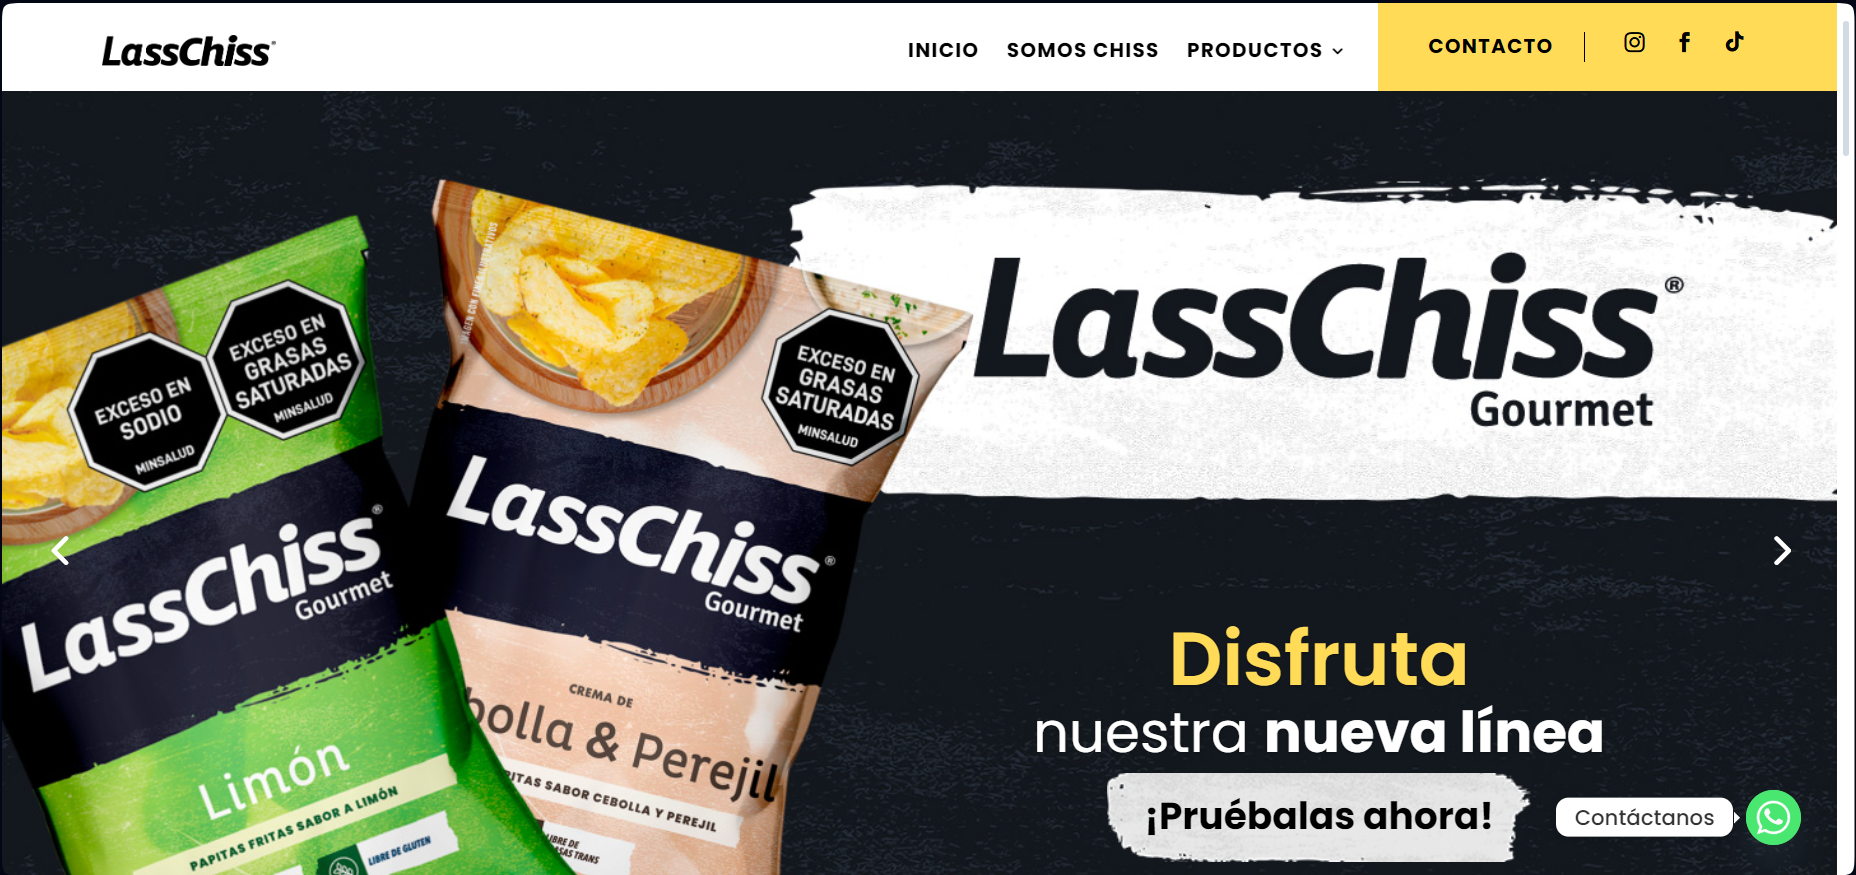 LassChiss®
INICIO
SOMOS CHISS
PRODUCTOS
CONTACTO
LassChiss®
Gourmet
Disfruta
nuestra nueva línea
¡Pruébalas ahora!
Contáctanos
EXCESO EN
SODIO
MINSALUD
EXCESO EN
GRASAS
SATURADAS
MINSALUD
LassChiss®
Gourmet
Limón
PAPITAS FRITAS SABOR A LIMÓN
LIBRE DE GLUTEN
EXCESO EN
GRASAS
SATURADAS
MINSALUD
LassChiss®
Gourmet
CREMA DE
bolla & Perejil
PITAS SABOR CEBOLLA Y PEREJIL
LIBRE DE
ASAS TRANS